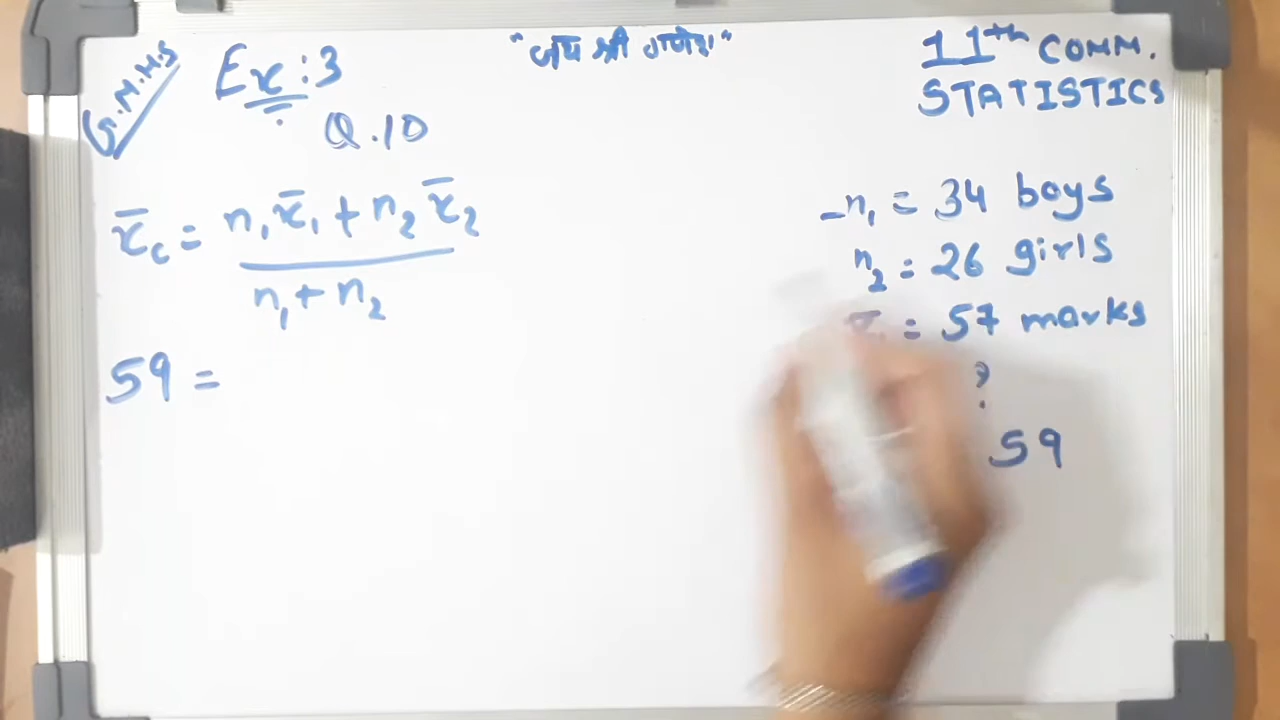 G.M.H.S
Ex:3
"जय श्री गणेश"
11th COMM.
STATISTICS
Q.10
x̄c = n₁x̄₁ + n₂x̄₂
n₁ + n₂
59 =
n₁ = 34 boys
n₂ = 26 girls
= 57 marks
?
59